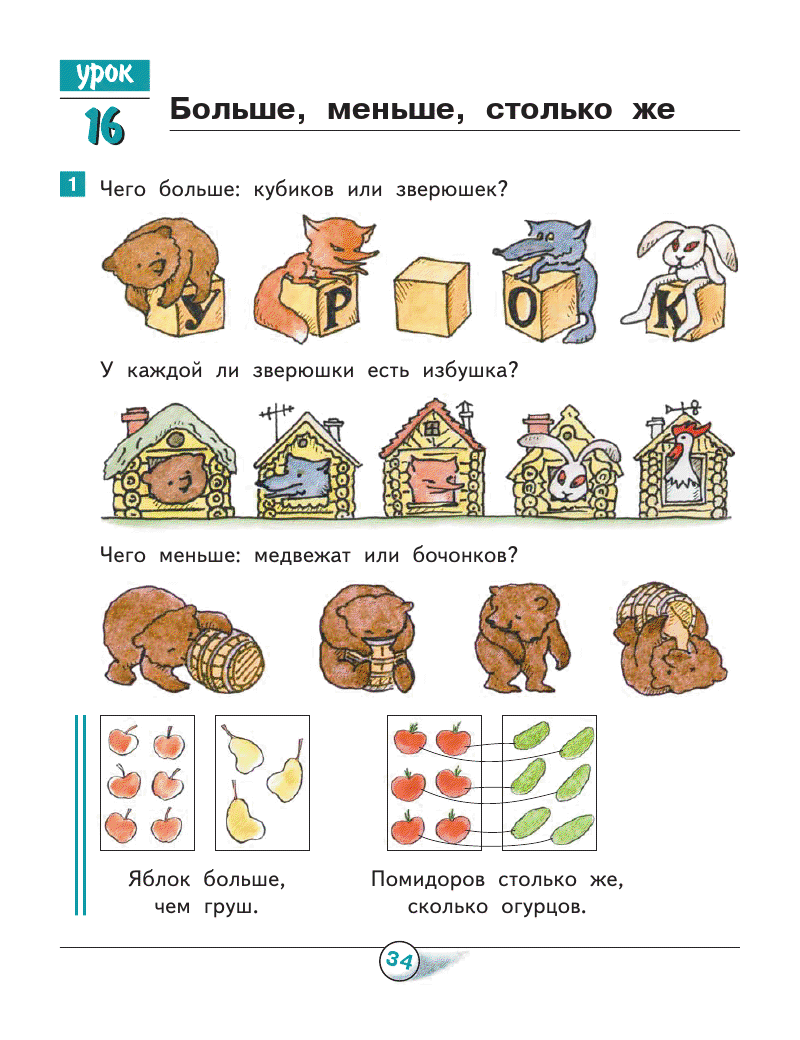 урок
16
Больше, меньше, столько же
1
Чего больше: кубиков или зверюшек?
У Р О К
У каждой ли зверюшки есть избушка?
Чего меньше: медвежат или бочонков?
Яблок больше,
чем груш.
Помидоров столько же,
сколько огурцов.
34